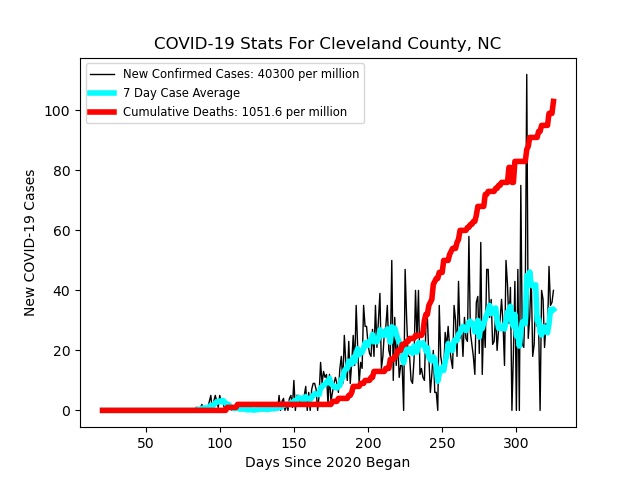 COVID-19 Stats For Cleveland County, NC
New Confirmed Cases: 40300 per million
7 Day Case Average
Cumulative Deaths: 1051.6 per million
New COVID-19 Cases
100
80
60
40
20
0
50 100 150 200 250 300
Days Since 2020 Began